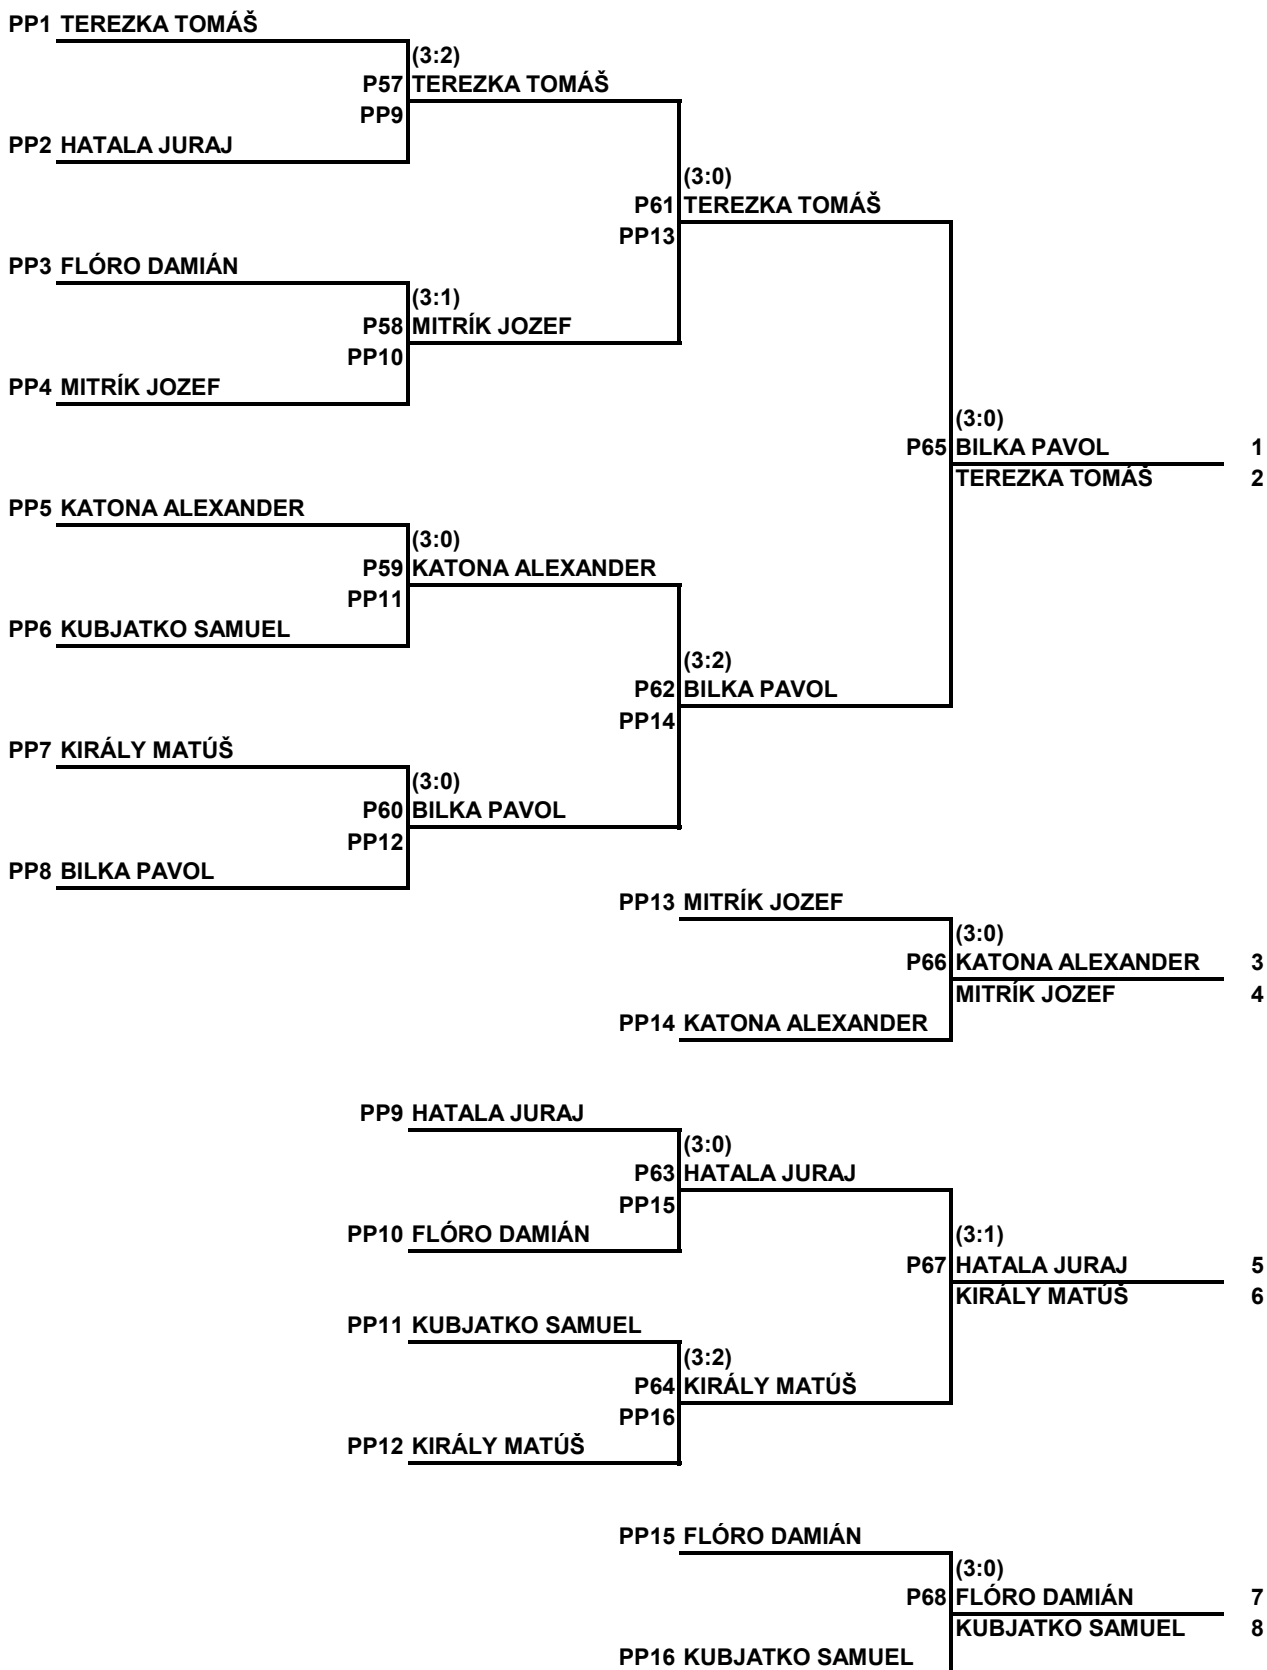 PP1 TEREZKA TOMÁŠ
(3:2)
P57 TEREZKA TOMÁŠ
PP9
PP2 HATALA JURAJ
(3:0)
P61 TEREZKA TOMÁŠ
PP13
PP3 FLÓRO DAMIÁN
(3:1)
P58 MITRÍK JOZEF
PP10
PP4 MITRÍK JOZEF
(3:0)
P65 BILKA PAVOL 1
TEREZKA TOMÁŠ 2
PP5 KATONA ALEXANDER
(3:0)
P59 KATONA ALEXANDER
PP11
PP6 KUBJATKO SAMUEL
(3:2)
P62 BILKA PAVOL
PP14
PP7 KIRÁLY MATÚŠ
(3:0)
P60 BILKA PAVOL
PP12
PP8 BILKA PAVOL
PP13 MITRÍK JOZEF
(3:0)
P66 KATONA ALEXANDER 3
MITRÍK JOZEF 4
PP14 KATONA ALEXANDER
PP9 HATALA JURAJ
(3:0)
P63 HATALA JURAJ
PP15
PP10 FLÓRO DAMIÁN
(3:1)
P67 HATALA JURAJ 5
KIRÁLY MATÚŠ 6
PP11 KUBJATKO SAMUEL
(3:2)
P64 KIRÁLY MATÚŠ
PP16
PP12 KIRÁLY MATÚŠ
PP15 FLÓRO DAMIÁN
(3:0)
P68 FLÓRO DAMIÁN 7
KUBJATKO SAMUEL 8
PP16 KUBJATKO SAMUEL